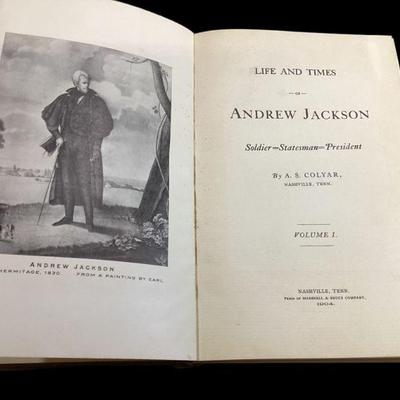 ANDREW JACKSON
HERMITAGE, 1830. FROM A PAINTING BY EARL
LIFE AND TIMES
—OF—
ANDREW JACKSON
Soldier—Statesman—President
By A. S. COLYAR,
NASHVILLE, TENN.
VOLUME I.
NASHVILLE, TENN.
PRESS OF MARSHALL & BRUCE COMPANY,
1904.